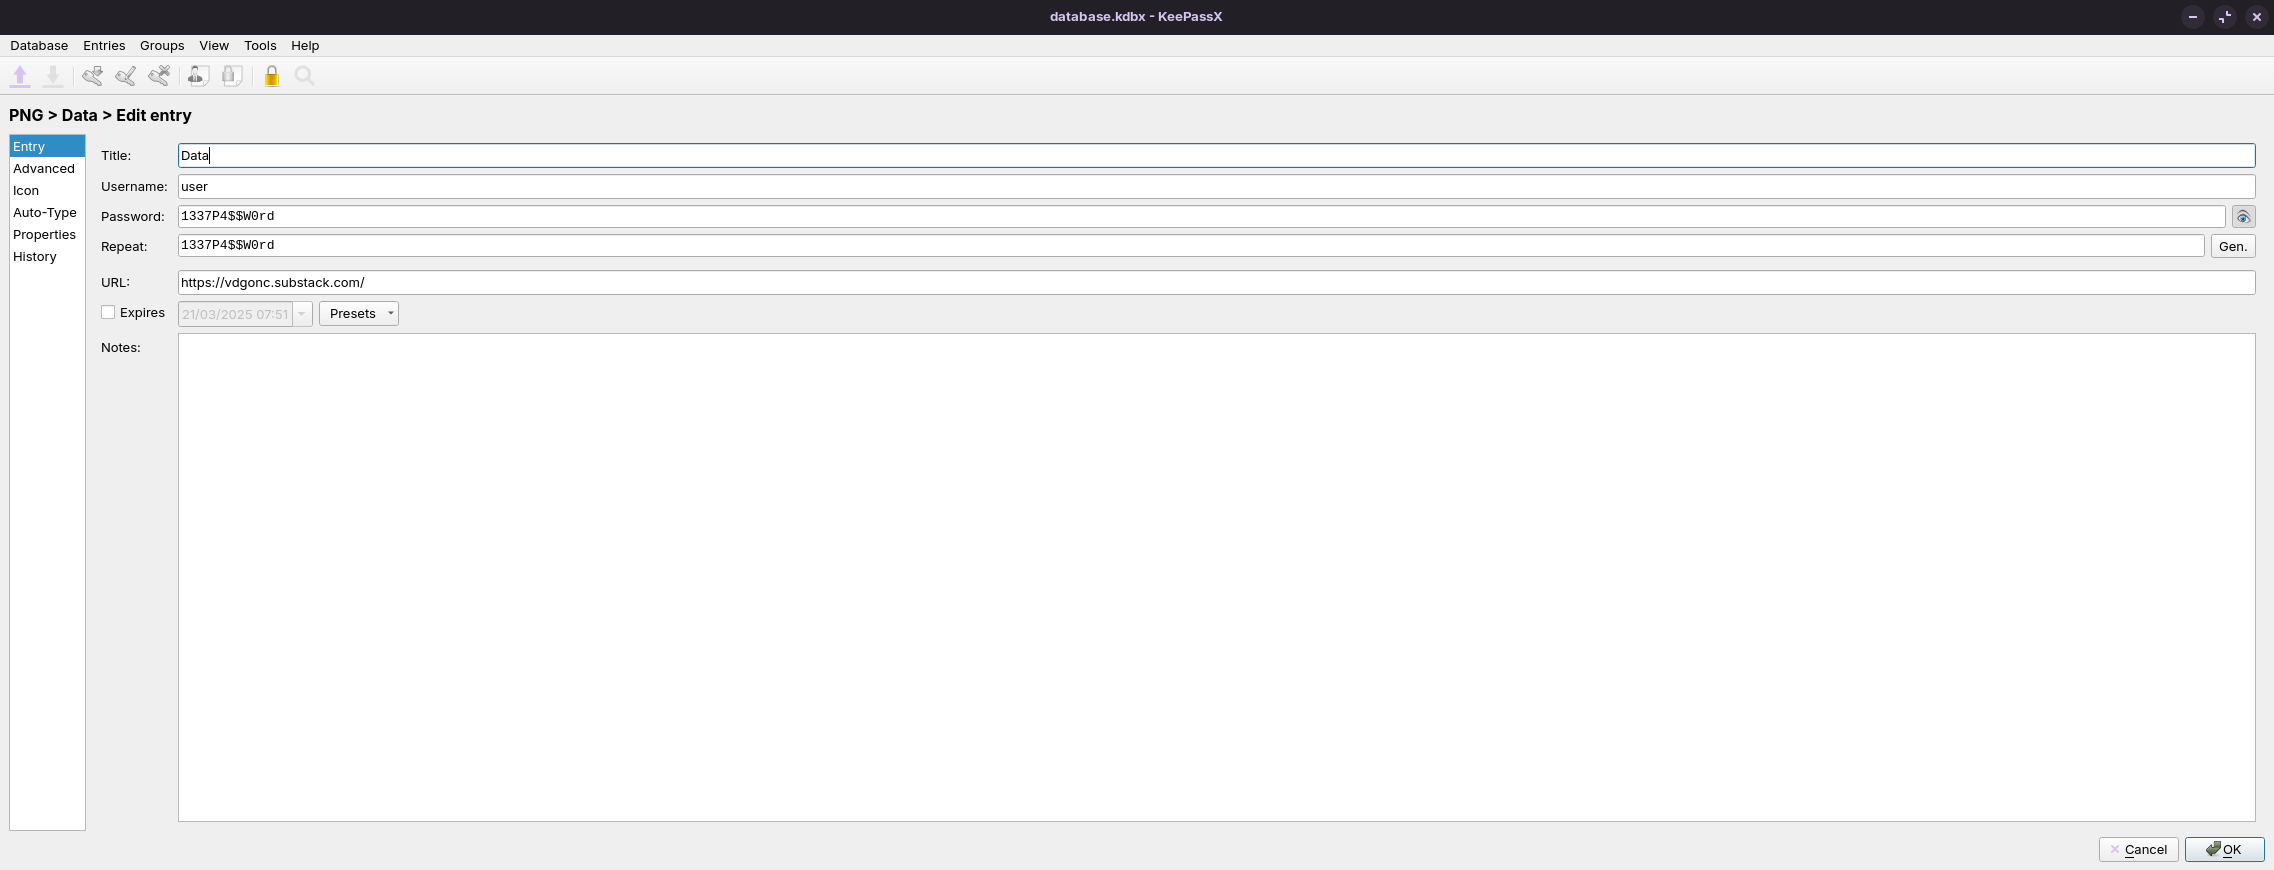 database.kdbx - KeePassX
Database Entries Groups View Tools Help
PNG > Data > Edit entry
Entry
Advanced
Icon
Auto-Type
Properties
History
Title: Data
Username: user
Password: 1337P4$$W0rd
Repeat: 1337P4$$W0rd Gen.
URL: https://vdgonc.substack.com/
Expires 21/03/2025 07:51 Presets
Notes:
Cancel OK